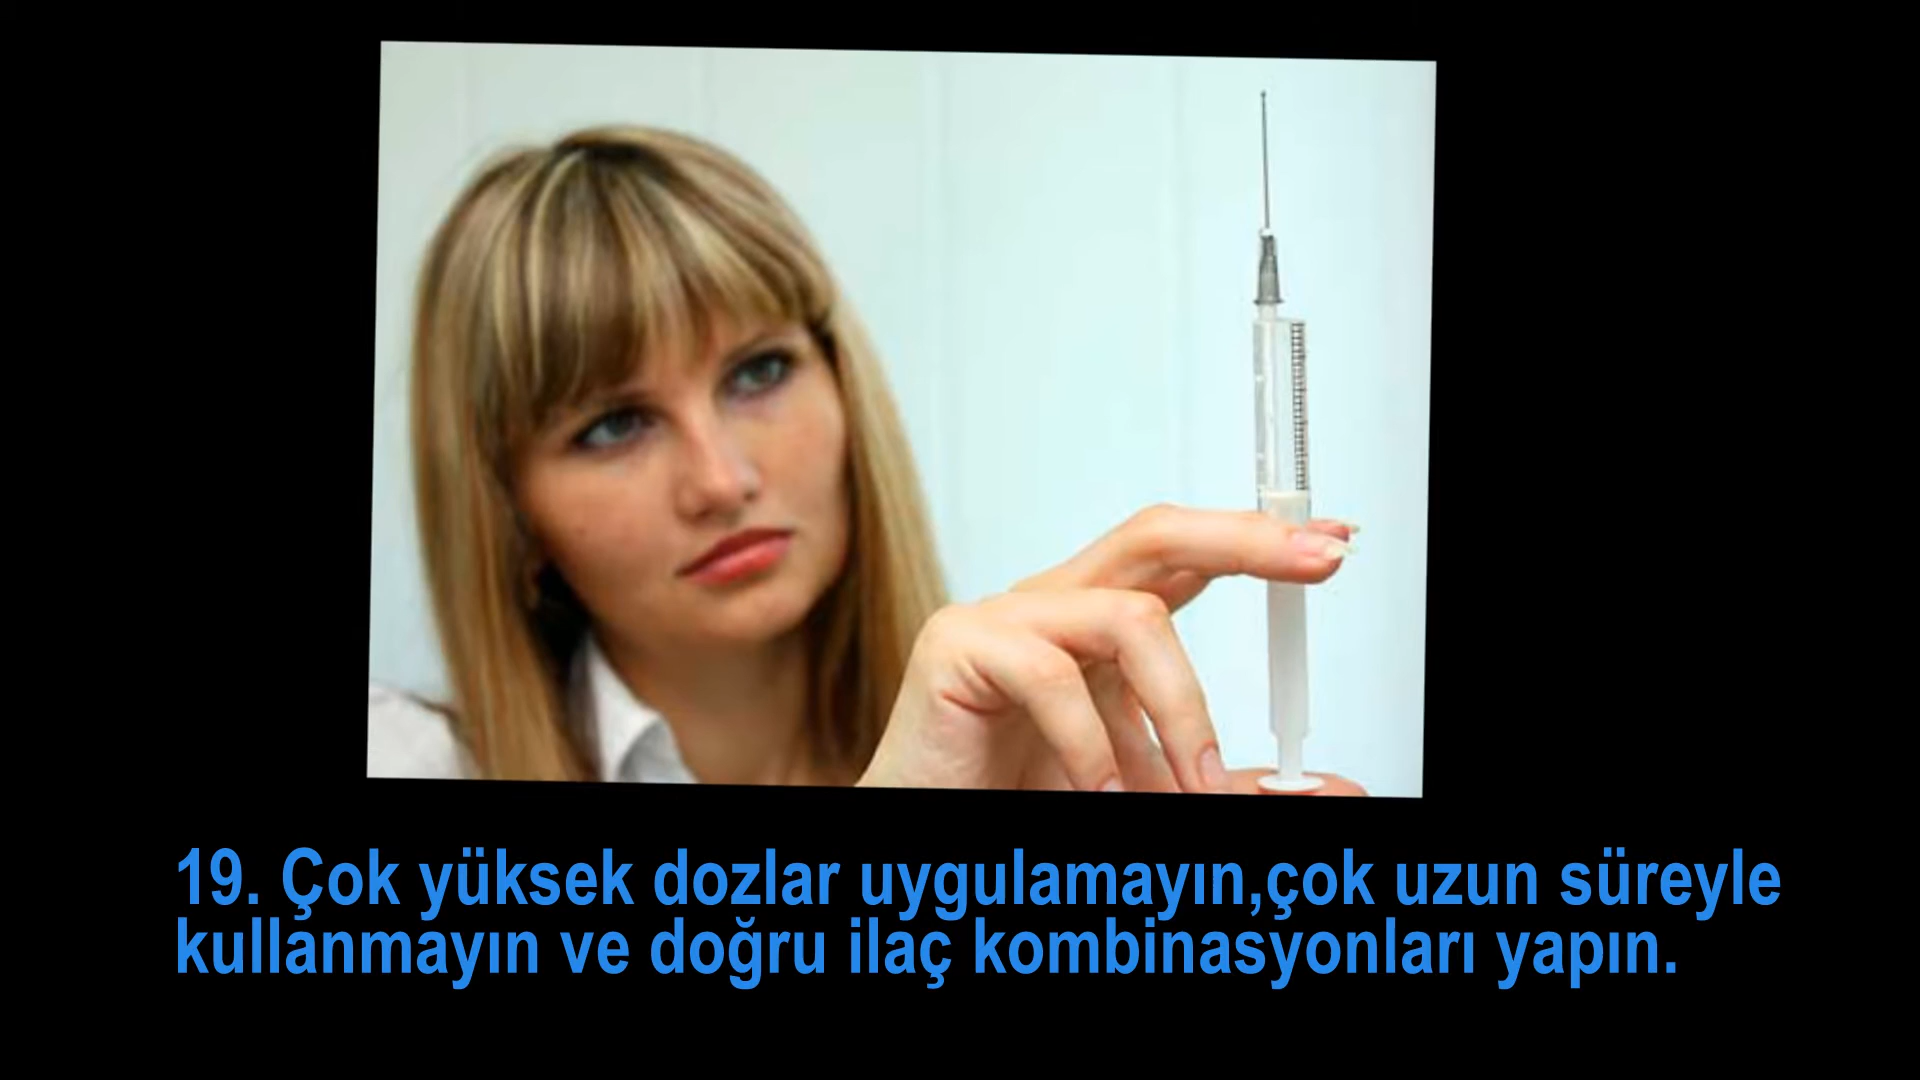 19. Çok yüksek dozlar uygulamayın,çok uzun süreyle
kullanmayın ve doğru ilaç kombinasyonları yapın.